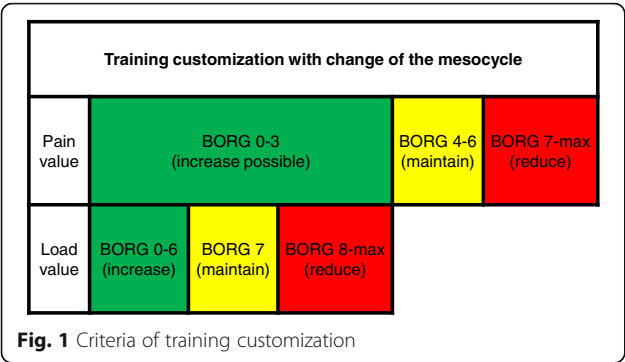 Training customization with change of the mesocycle
Pain
value
BORG 0-3
(increase possible)
BORG 4-6
(maintain)
BORG 7-max
(reduce)
Load
value
BORG 0-6
(increase)
BORG 7
(maintain)
BORG 8-max
(reduce)
Fig. 1 Criteria of training customization